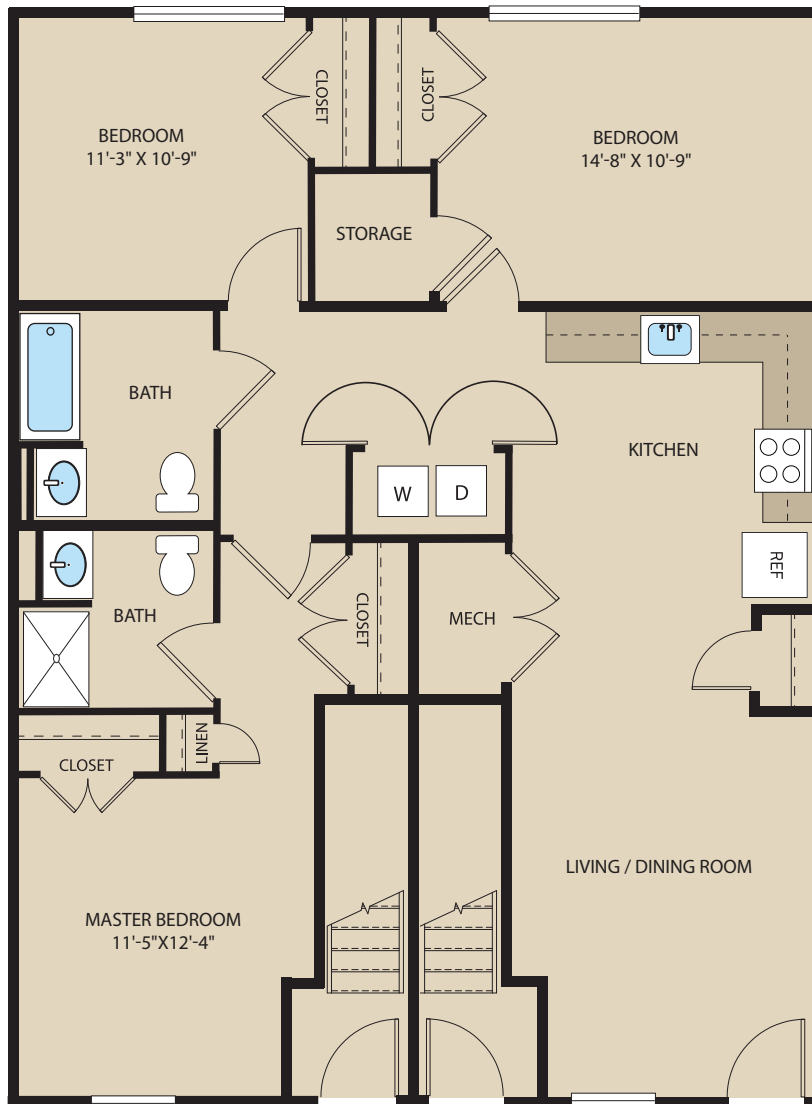 BEDROOM
11'-3" X 10'-9"
CLOSET
CLOSET
BEDROOM
14'-8" X 10'-9"
STORAGE
BATH
KITCHEN
W
D
REF
BATH
CLOSET
MECH
LINEN
CLOSET
LIVING / DINING ROOM
MASTER BEDROOM
11'-5"X12'-4"